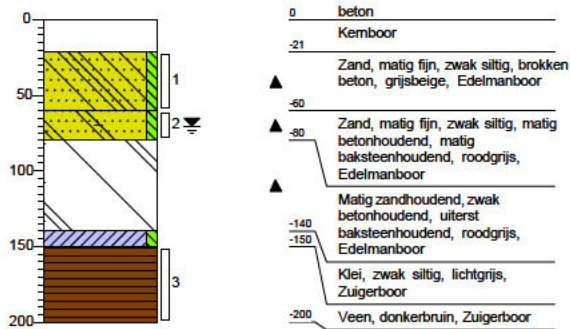 0
50
100
150
200
1
2
3
0 beton
Kernboor
-21
Zand, matig fijn, zwak siltig, brokken
beton, grijsbeige, Edelmanboor
-60
Zand, matig fijn, zwak siltig, matig
-80
betonhoudend, matig
baksteenhoudend, roodgrijs,
Edelmanboor
Matig zandhoudend, zwak
betonhoudend, uiterst
baksteenhoudend, roodgrijs,
-140
Edelmanboor
-150
Klei, zwak siltig, lichtgrijs,
Zuigerboor
-200 Veen, donkerbruin, Zuigerboor